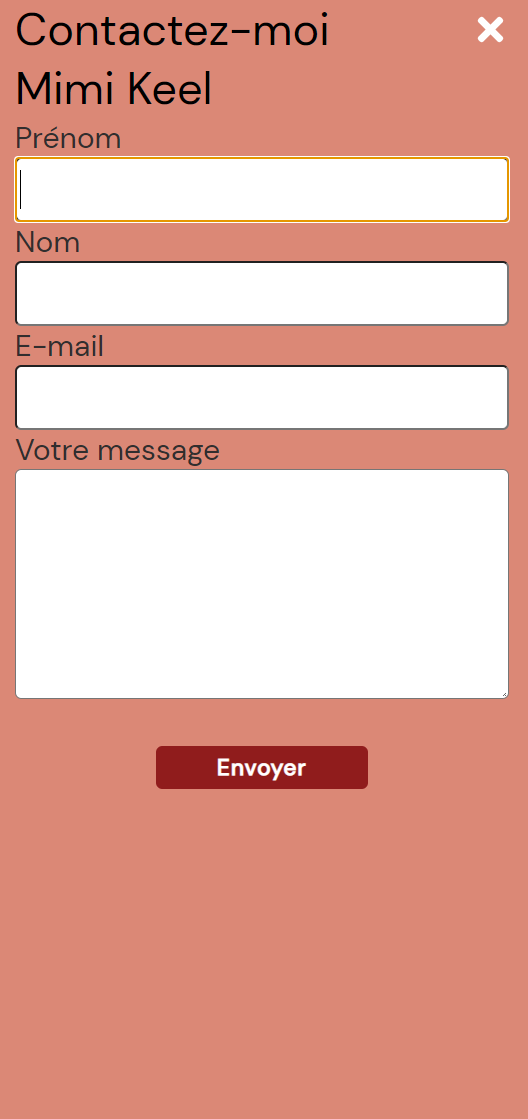 Contactez-moi
Mimi Keel
Prénom
Nom
E-mail
Votre message
Envoyer